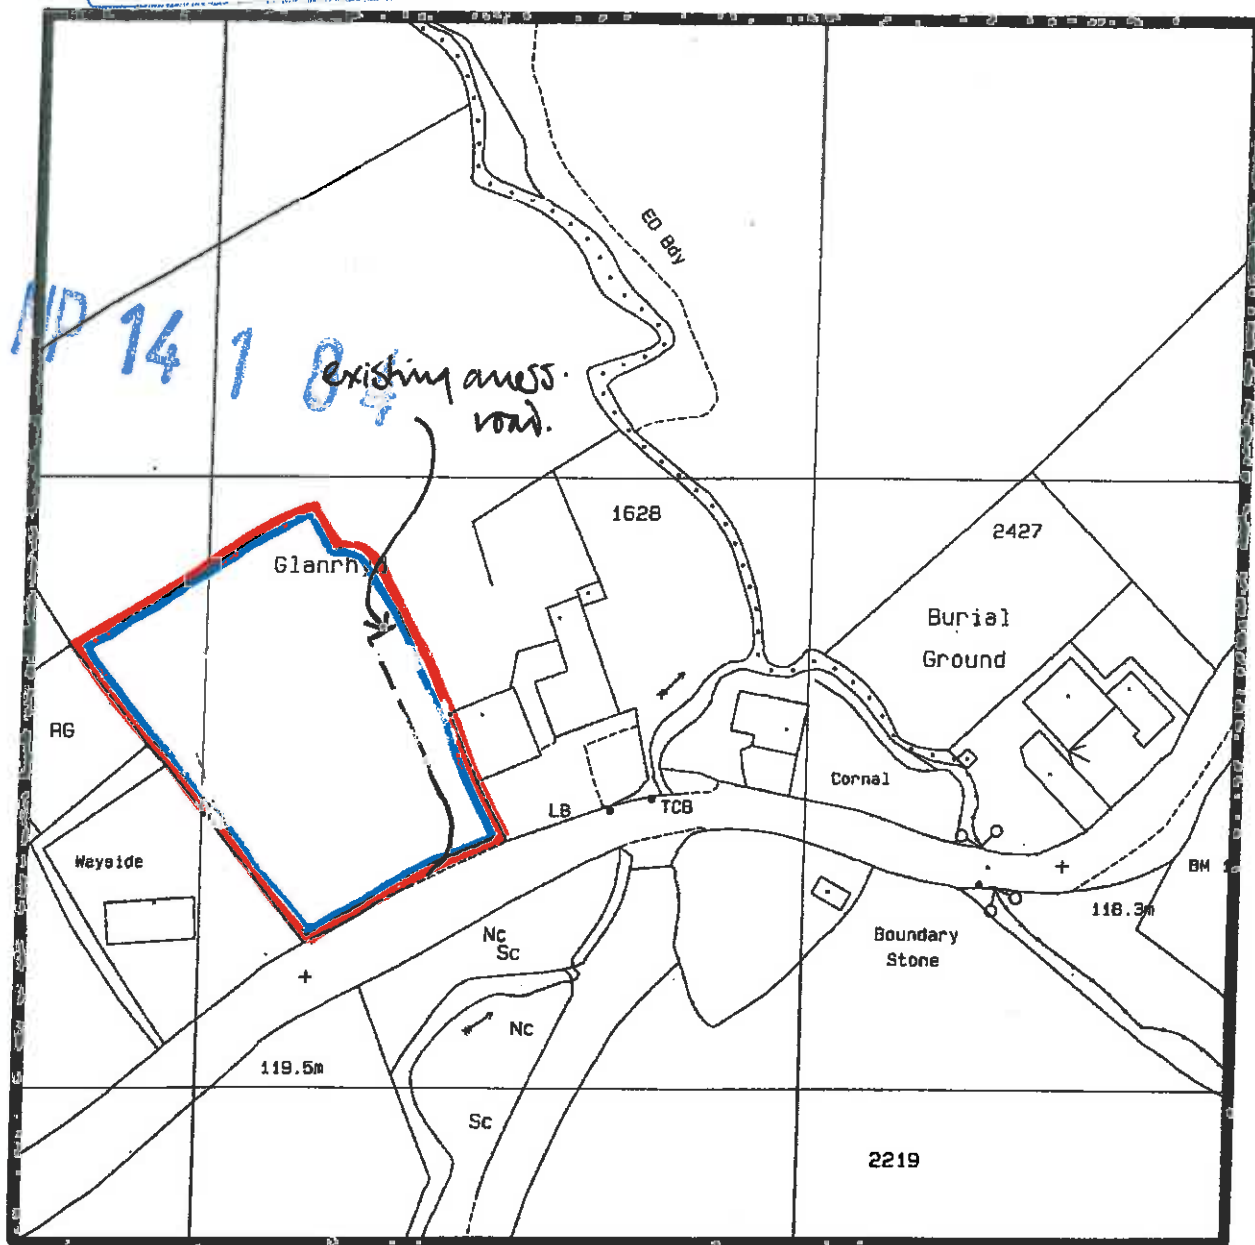 ED Bdy
NP 14 1 84
existing access
road.
1628
2427
Burial
Ground
RG
LB
TCB
Cornal
Wayside
BM
118.3m
Boundary
Stone
Nc
Sc
Nc
119.5m
Sc
2219